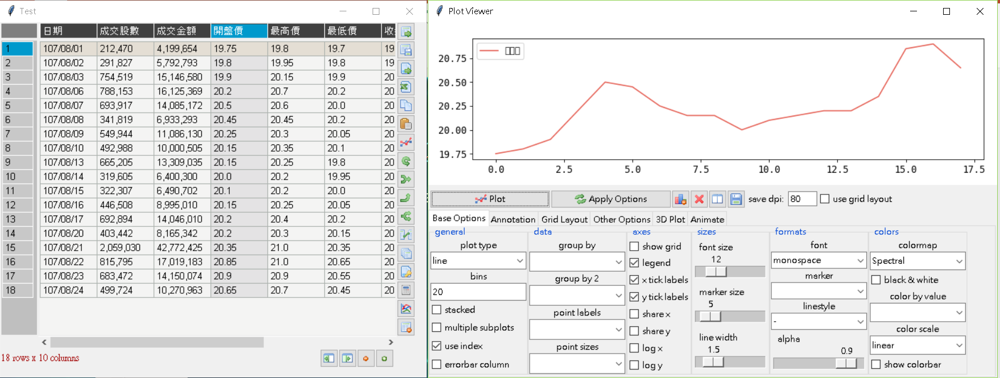 Test
日期 成交股數 成交金額 開盤價 最高價 最低價 收
1 107/08/01 212,470 4,199,654 19.75 19.8 19.7 19
2 107/08/02 291,827 5,792,793 19.8 19.95 19.8 19
3 107/08/03 754,519 15,146,580 19.9 20.15 19.9 20
4 107/08/06 788,153 16,125,369 20.2 20.7 20.2 20
5 107/08/07 693,917 14,085,172 20.5 20.6 20.0 20
6 107/08/08 341,819 6,933,293 20.45 20.45 20.2 20
7 107/08/09 549,944 11,086,130 20.25 20.3 20.05 20
8 107/08/10 492,988 10,000,505 20.15 20.35 20.1 20
9 107/08/13 665,205 13,309,035 20.15 20.25 19.8 20
10 107/08/14 319,605 6,400,300 20.0 20.2 19.95 20
11 107/08/15 322,307 6,490,702 20.1 20.2 20.0 20
12 107/08/16 446,508 8,995,010 20.15 20.25 20.05 20
13 107/08/17 692,894 14,046,010 20.2 20.4 20.2 20
14 107/08/20 403,442 8,165,342 20.2 20.3 20.15 20
15 107/08/21 2,059,030 42,772,425 20.35 21.0 20.35 20
16 107/08/22 815,795 17,019,183 20.85 21.0 20.65 20
17 107/08/23 683,472 14,150,074 20.9 20.9 20.55 20
18 107/08/24 499,724 10,270,963 20.65 20.7 20.45 20
18 rows x 10 columns
Plot Viewer
20.75
20.50
20.25
20.00
19.75
0.0 2.5 5.0 7.5 10.0 12.5 15.0 17.5
Plot Apply Options save dpi: 80 use grid layout
Base Options Annotation Grid Layout Other Options 3D Plot Animate
general
plot type
line
bins
20
stacked
multiple subplots
use index
errorbar column
data
group by
group by 2
point labels
point sizes
axes
show grid
legend
x tick labels
y tick labels
share x
share y
log x
log y
sizes
font size
12
marker size
5
line width
1.5
formats
font
monospace
marker
linestyle
-
alpha
0.9
colors
colormap
Spectral
black & white
color by value
color scale
linear
show colorbar